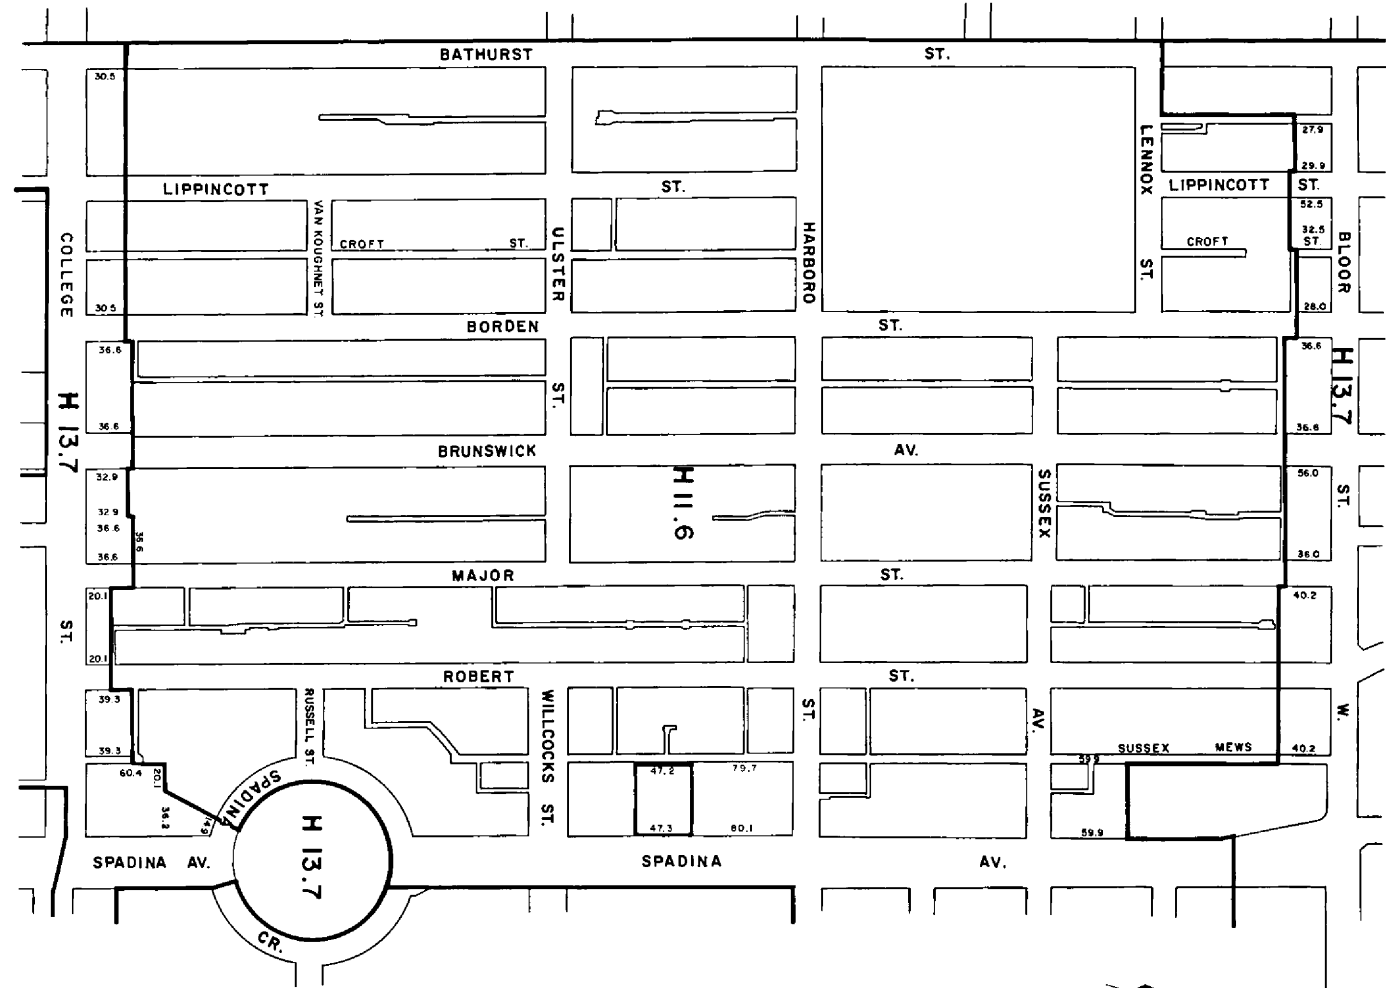 BATHURST ST.
30.5
LENNOX ST.
27.9
29.9
LIPPINCOTT ST. LIPPINCOTT ST.
52.5
VAN KOUGHNET ST.
CROFT ST.
ULSTER ST.
HARBORO ST.
CROFT ST.
32.5
COLLEGE ST.
BLOOR ST. W.
30.5
28.0
BORDEN ST.
36.6
36.6
H 13.7
H 13.7
36.6
36.6
BRUNSWICK AV.
32.9
56.0
H 11.6
SUSSEX AV.
32.9
36.6
36.6
36.6
36.0
MAJOR ST.
20.1
40.2
20.1
ROBERT ST.
39.3
RUSSELL ST.
WILLCOCKS ST.
39.3
SUSSEX MEWS
40.2
59.9
60.4
20.1
47.2
79.7
SPADINA
36.2
14.9
47.3
80.1
59.9
H 13.7
SPADINA AV.
SPADINA AV.
CR.